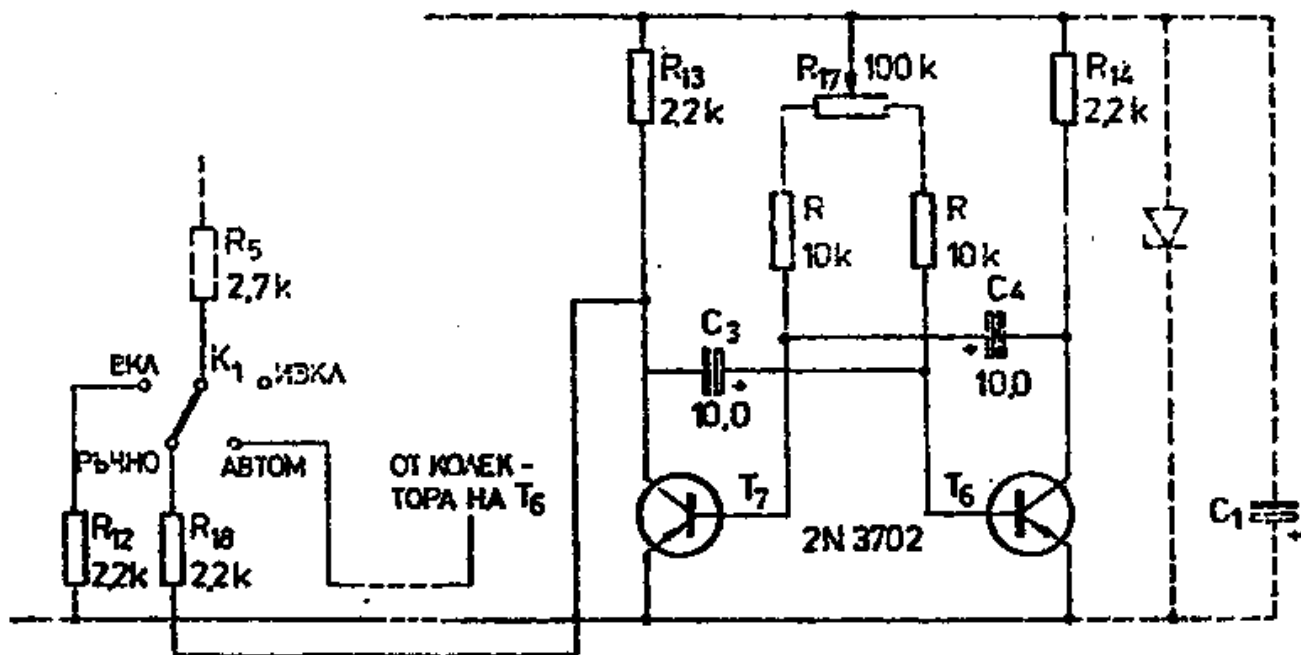 R13
2,2k
R17
100k
R14
2,2k
R5
2,7k
R
10k
R
10k
C3
10,0
C4
10,0
ВКЛ
K1
ИЗКЛ
РЪЧНО
АВТОМ
ОТ КОЛЕК-
ТОРА НА T6
R12
2,2k
R18
2,2k
T7
T6
2N 3702
C1
+
+
+